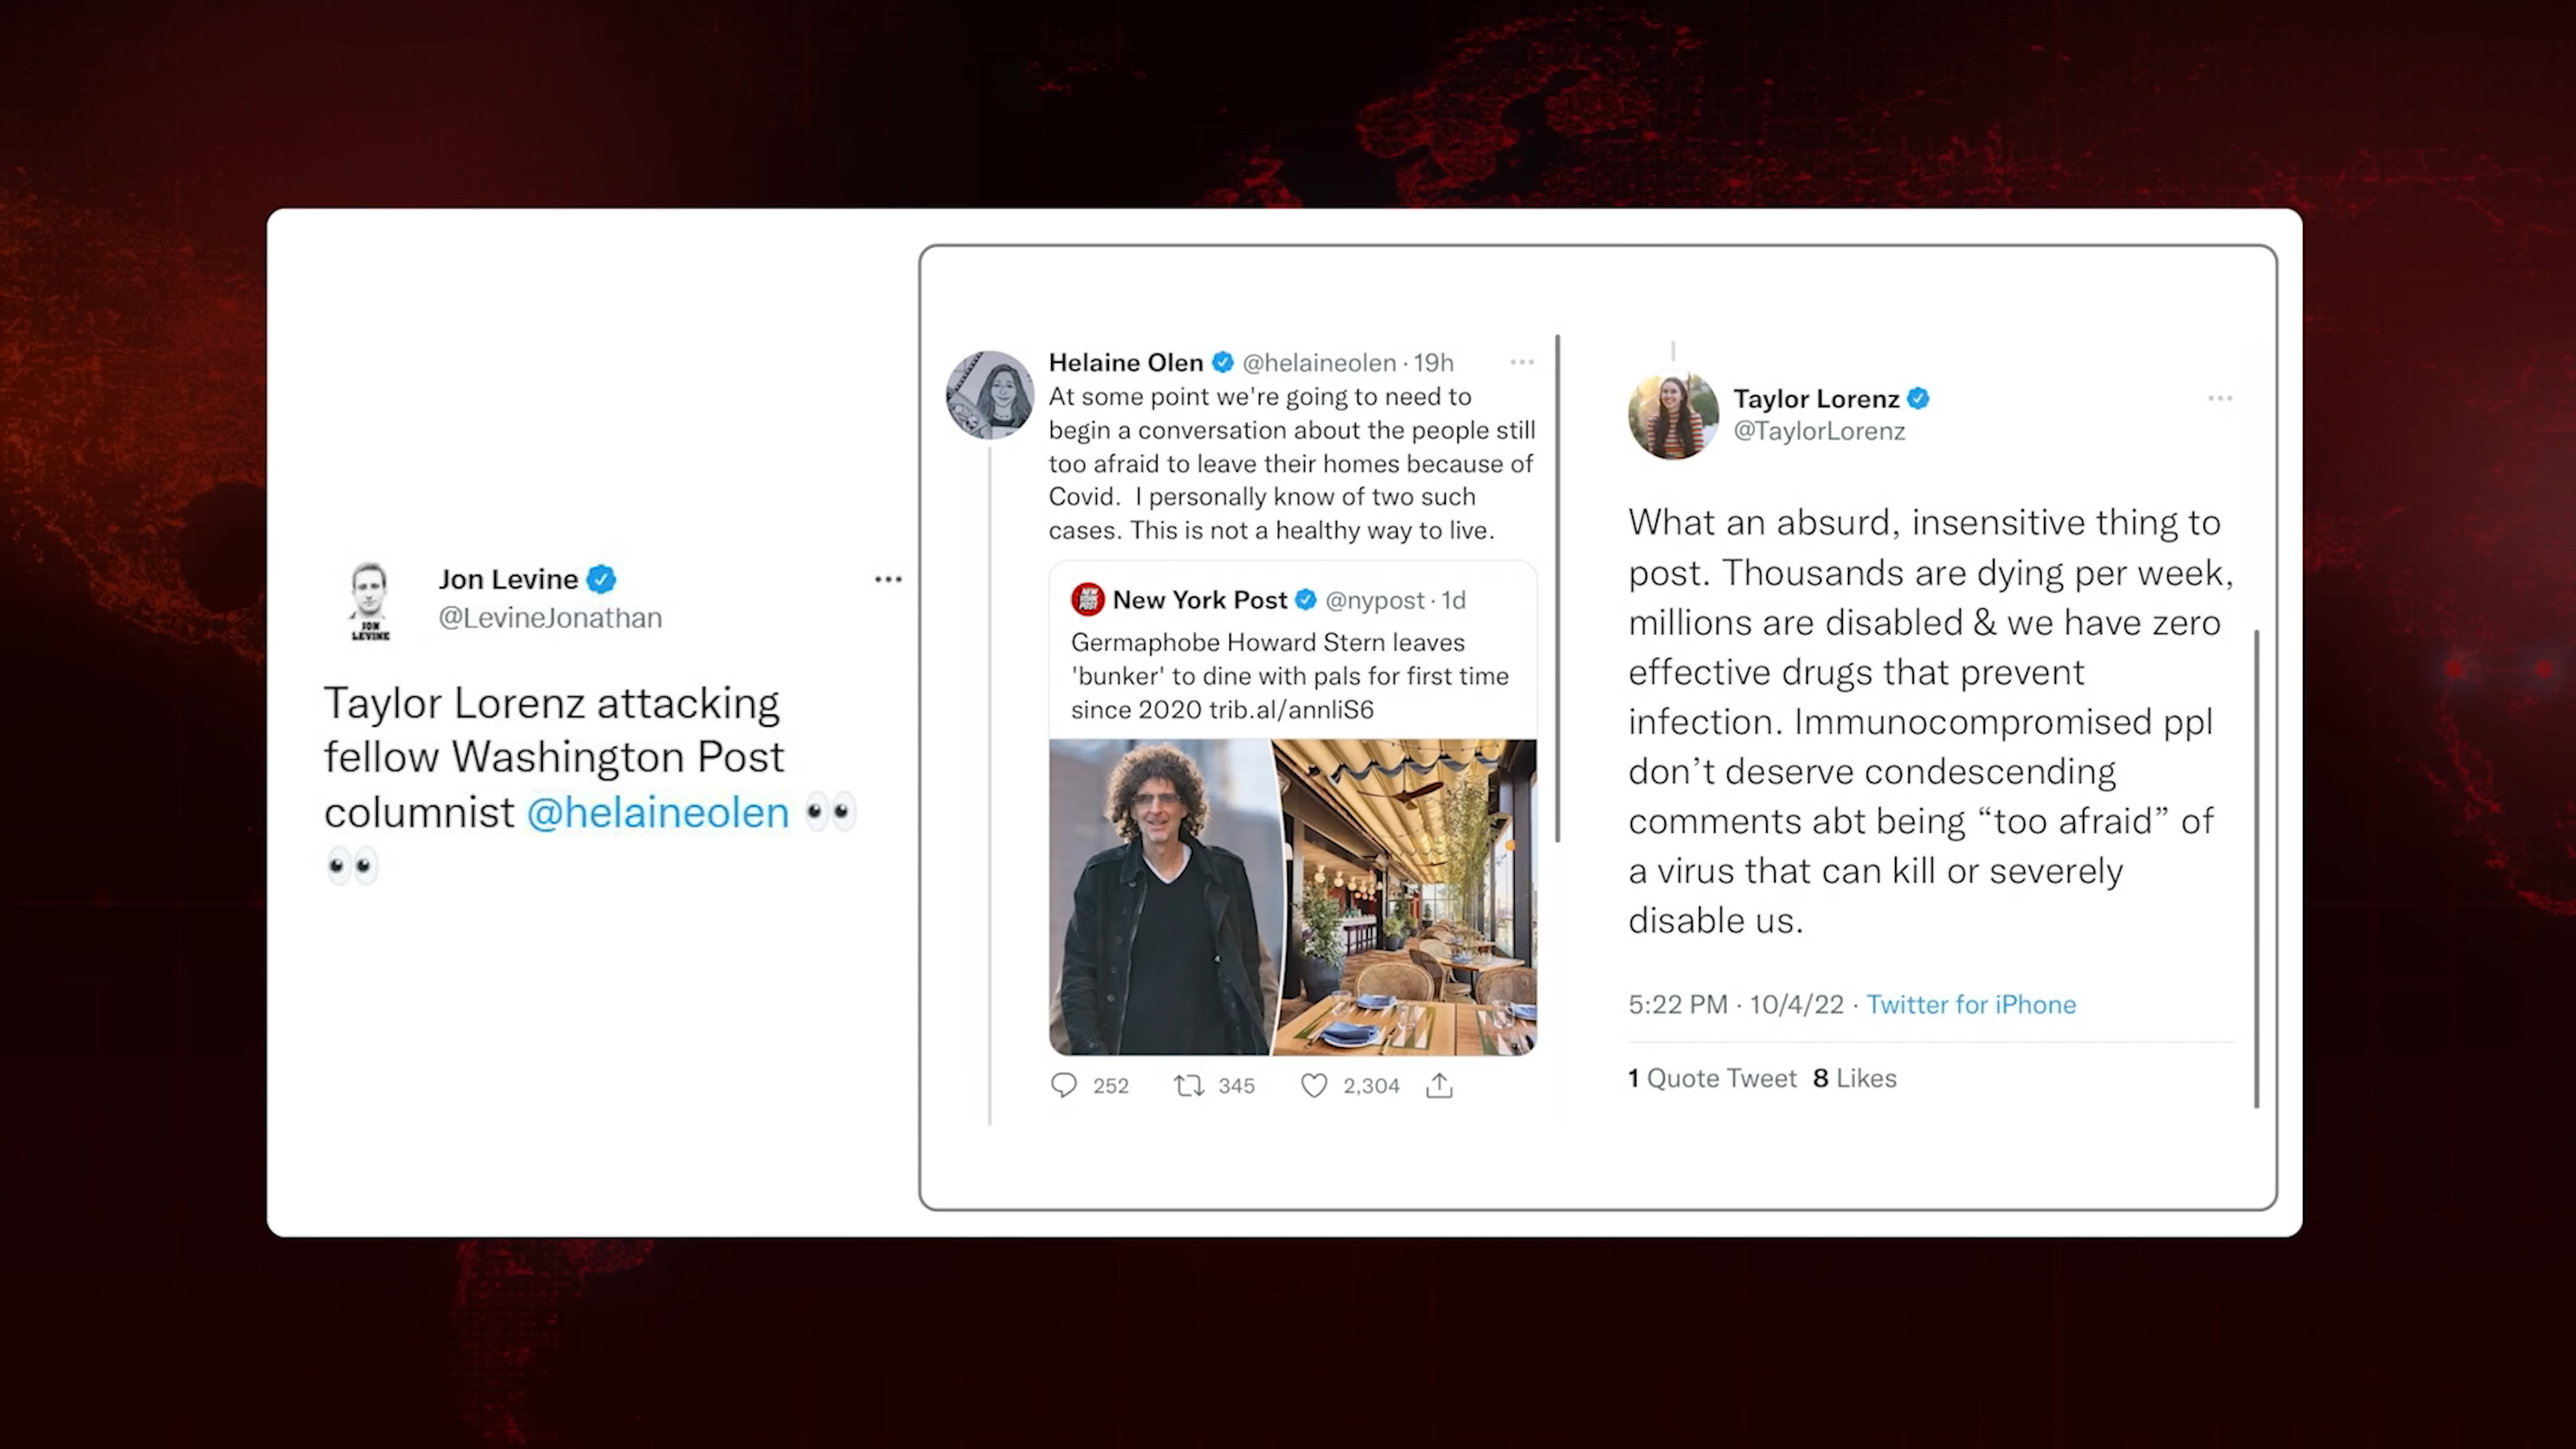 Jon Levine
@LevineJonathan
JON
LEVINE
Taylor Lorenz attacking
fellow Washington Post
columnist @helaineolen 👀
👀
Helaine Olen @helaineolen · 19h
At some point we're going to need to
begin a conversation about the people still
too afraid to leave their homes because of
Covid.  I personally know of two such
cases. This is not a healthy way to live.
NEW
YORK
POST
New York Post @nypost · 1d
Germaphobe Howard Stern leaves
'bunker' to dine with pals for first time
since 2020 trib.al/annliS6
252 345 2,304
Taylor Lorenz
@TaylorLorenz
What an absurd, insensitive thing to
post. Thousands are dying per week,
millions are disabled & we have zero
effective drugs that prevent
infection. Immunocompromised ppl
don’t deserve condescending
comments abt being “too afraid” of
a virus that can kill or severely
disable us.
5:22 PM · 10/4/22 · Twitter for iPhone
1 Quote Tweet 8 Likes